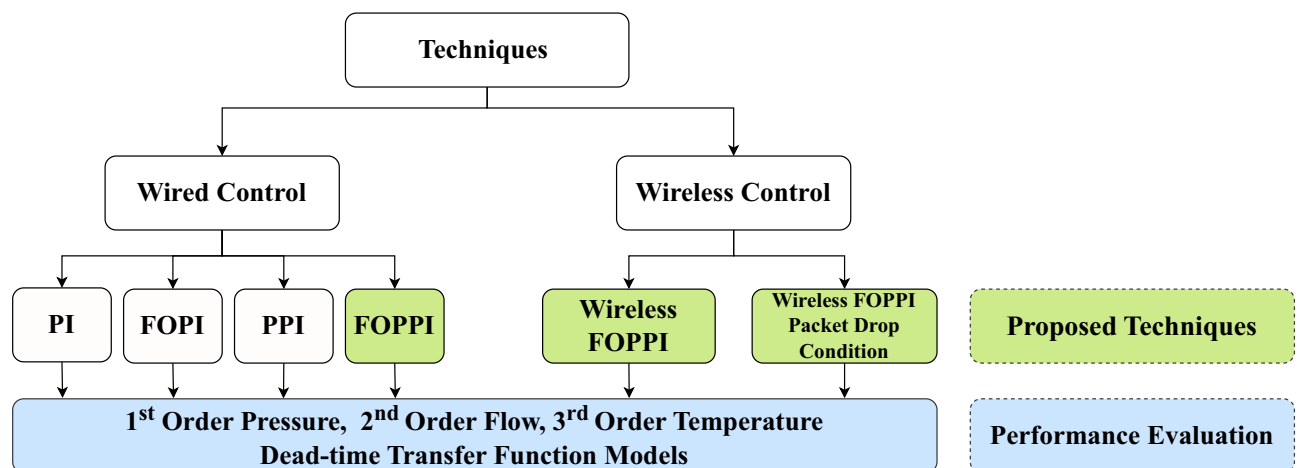 Techniques
Wired Control
Wireless Control
PI
FOPI
PPI
FOPPI
Wireless
FOPPI
Wireless FOPPI
Packet Drop
Condition
Proposed Techniques
1st Order Pressure, 2nd Order Flow, 3rd Order Temperature
Dead-time Transfer Function Models
Performance Evaluation